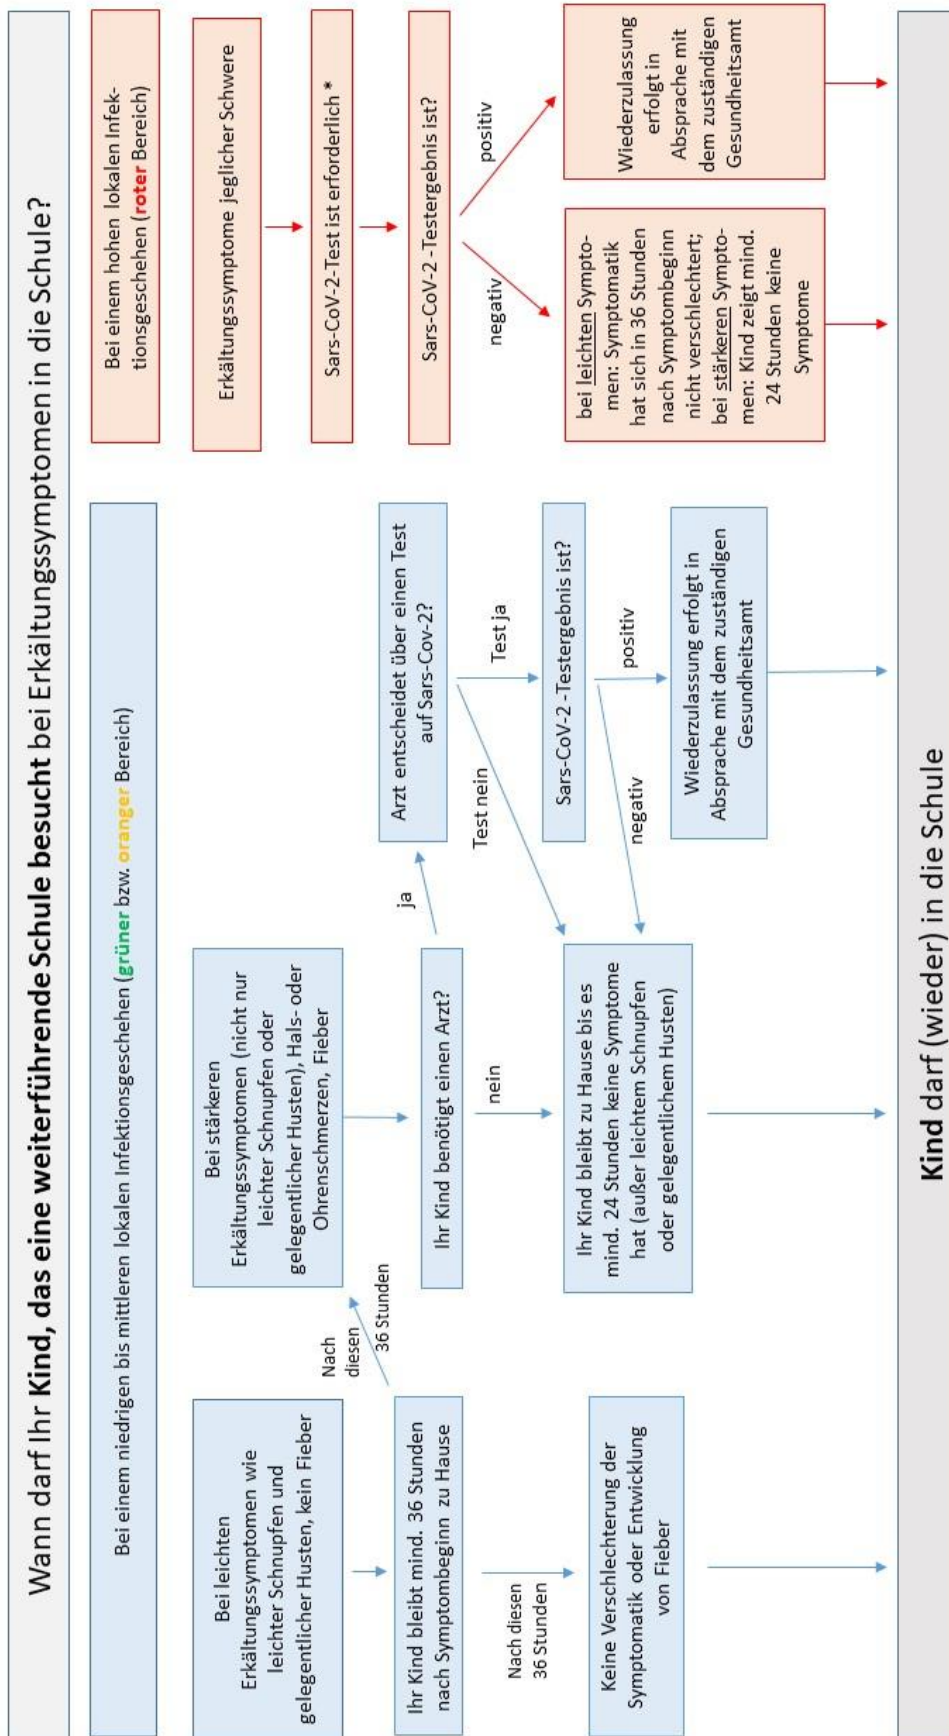 Wann darf Ihr Kind, das eine weiterführende Schule besucht bei Erkältungssymptomen in die Schule?
Bei einem niedrigen bis mittleren lokalen Infektionsgeschehen (grüner bzw. oranger Bereich)
Bei leichten
Erkältungssymptomen wie
leichter Schnupfen und
gelegentlicher Husten, kein Fieber
Ihr Kind bleibt mind. 36 Stunden
nach Symptombeginn zu Hause
Nach diesen
36 Stunden
Keine Verschlechterung der
Symptomatik oder Entwicklung
von Fieber
Nach
diesen
36 Stunden
Bei stärkeren
Erkältungssymptomen (nicht nur
leichter Schnupfen oder
gelegentlicher Husten), Hals- oder
Ohrenschmerzen, Fieber
Ihr Kind benötigt einen Arzt?
nein
ja
Ihr Kind bleibt zu Hause bis es
mind. 24 Stunden keine Symptome
hat (außer leichtem Schnupfen
oder gelegentlichem Husten)
Arzt entscheidet über einen Test
auf Sars-Cov-2?
Test nein
Test ja
Sars-CoV-2 -Testergebnis ist?
negativ
positiv
Wiederzulassung erfolgt in
Absprache mit dem zuständigen
Gesundheitsamt
Bei einem hohen lokalen Infek-
tionsgeschehen (roter Bereich)
Erkältungssymptome jeglicher Schwere
Sars-CoV-2-Test ist erforderlich *
Sars-CoV-2 -Testergebnis ist?
negativ
positiv
bei leichten Sympto-
men: Symptomatik
hat sich in 36 Stunden
nach Symptombeginn
nicht verschlechtert;
bei stärkeren Sympto-
men: Kind zeigt mind.
24 Stunden keine
Symptome
Wiederzulassung
erfolgt in
Absprache mit
dem zuständigen
Gesundheitsamt
Kind darf (wieder) in die Schule